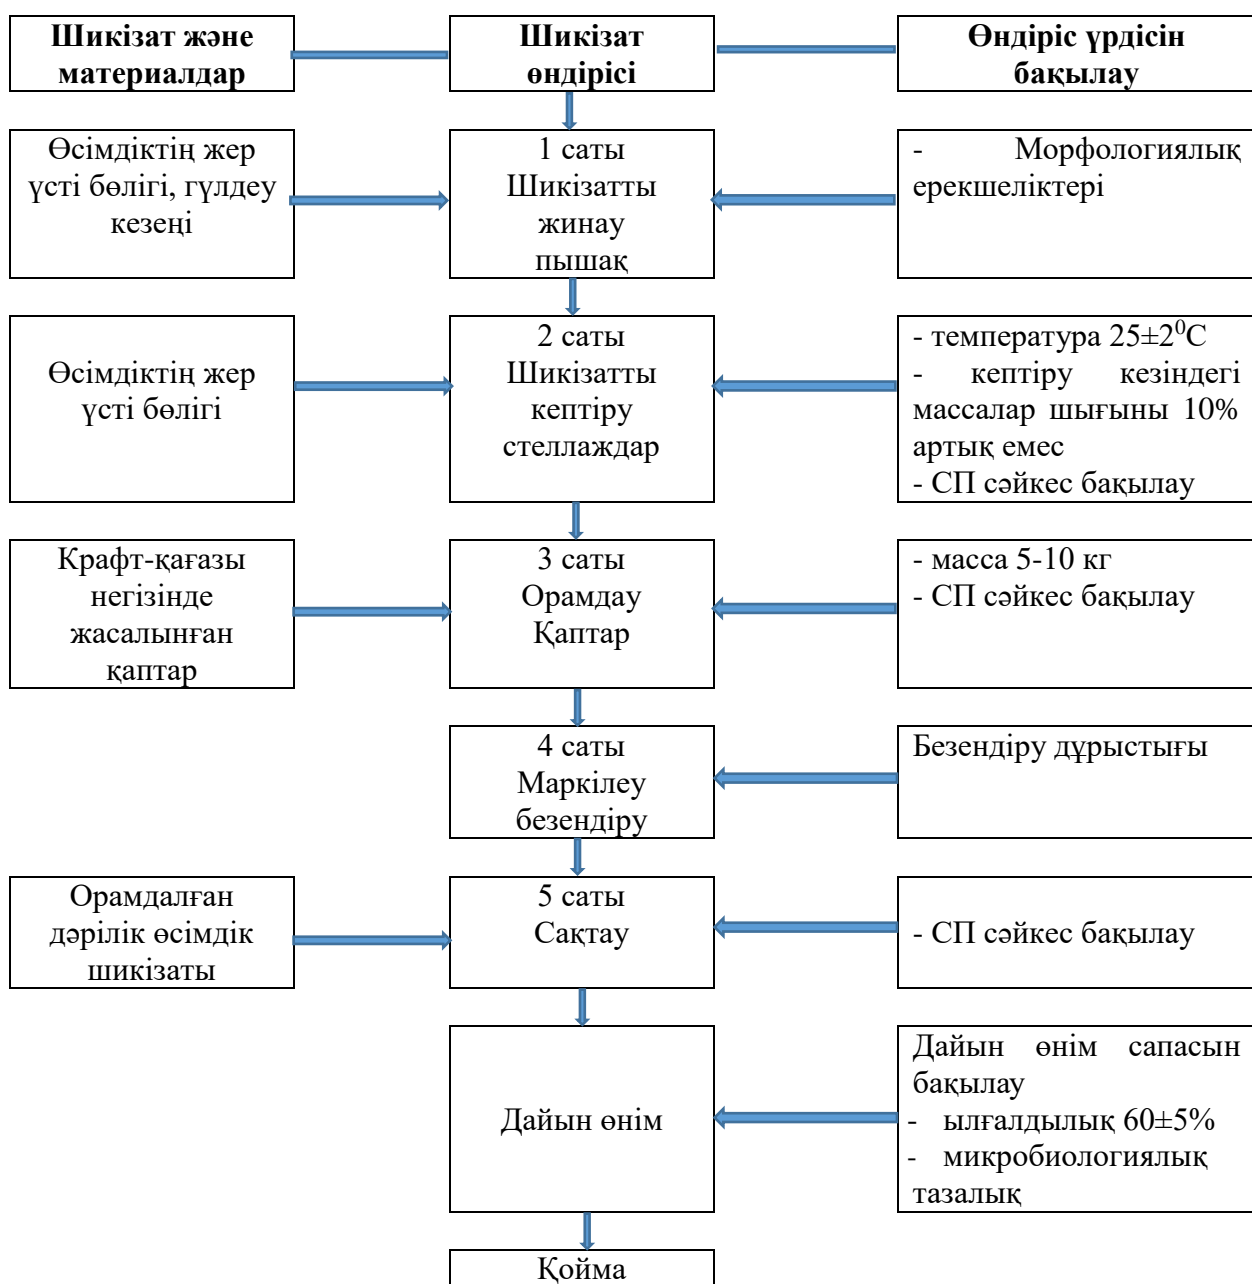 Шикізат және
материалдар
Шикізат
өндірісі
Өндіріс үрдісін
бақылау
Өсімдіктің жер
үсті бөлігі, гүлдеу
кезеңі
1 саты
Шикізатты
жинау
пышақ
- Морфологиялық
ерекшеліктері
Өсімдіктің жер
үсті бөлігі
2 саты
Шикізатты
кептіру
стеллаждар
- температура 25±2⁰С
- кептіру кезіндегі
массалар шығыны 10%
артық емес
- СП сәйкес бақылау
Крафт-қағазы
негізінде
жасалынған
қаптар
3 саты
Орамдау
Қаптар
- масса 5-10 кг
- СП сәйкес бақылау
4 саты
Маркілеу
безендіру
Безендіру дұрыстығы
Орамдалған
дәрілік өсімдік
шикізаты
5 саты
Сақтау
- СП сәйкес бақылау
Дайын өнім
Дайын өнім сапасын
бақылау
- ылғалдылық 60±5%
- микробиологиялық
тазалық
Қойма